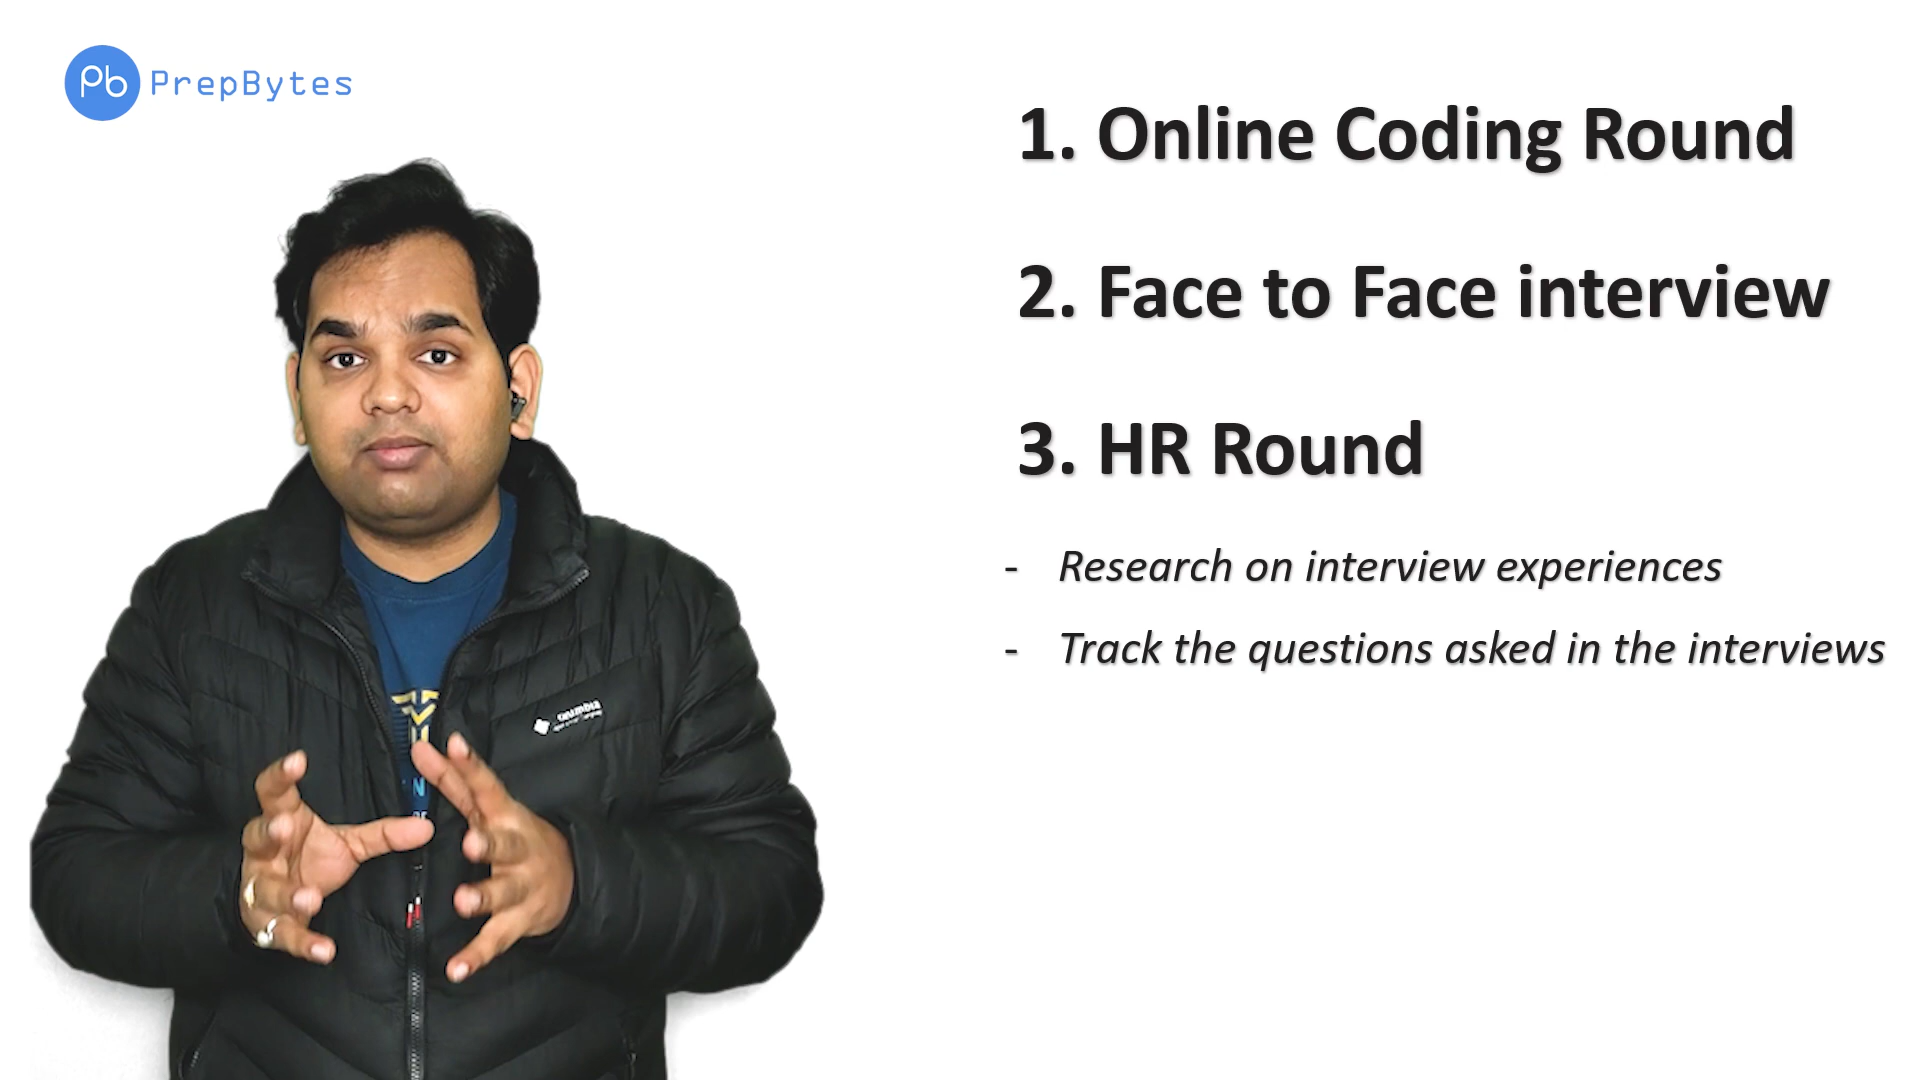 Pb PrepBytes
1. Online Coding Round
2. Face to Face interview
3. HR Round
- Research on interview experiences
- Track the questions asked in the interviews